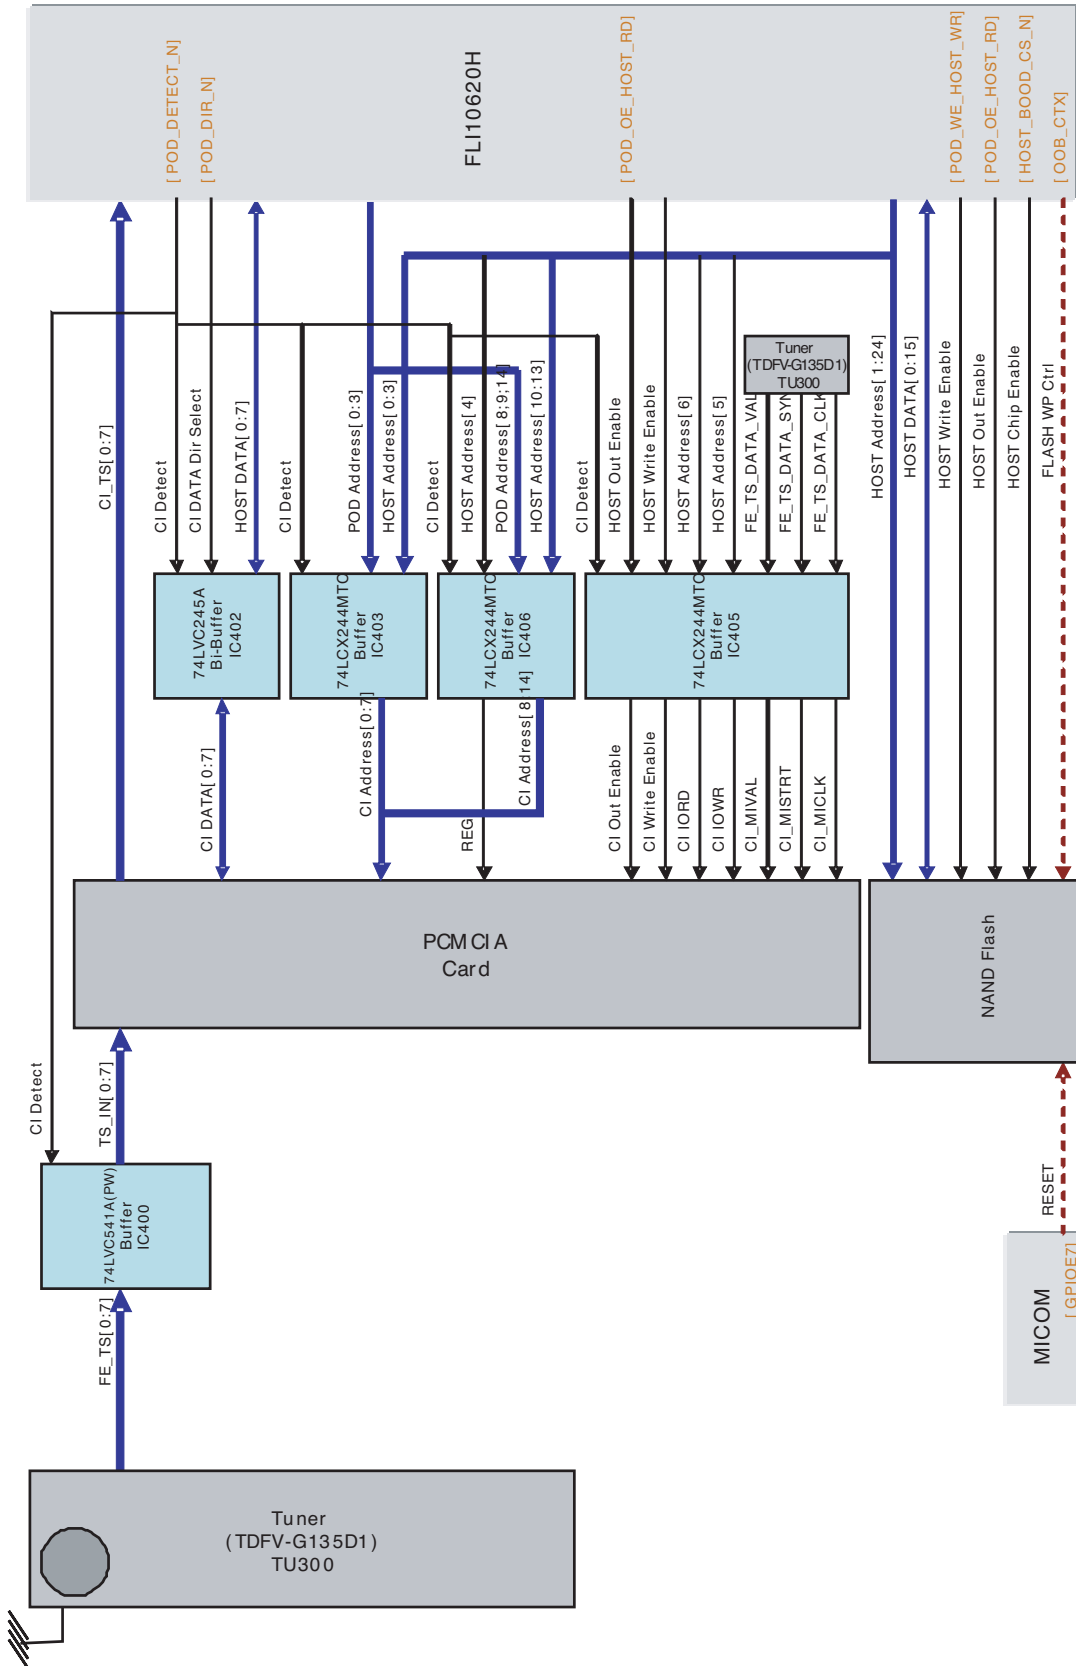 [ POD_DETECT_N]
[ POD_DIR_N]
FLI10620H
[ POD_OE_HOST_RD]
[ POD_WE_HOST_WR]
[ POD_OE_HOST_RD]
[ HOST_BOOD_CS_N]
[ OOB_CTX]
CI_TS[ 0:7]
CI Detect
CI DATA Dir Select
HOST DATA[ 0:7]
CI Detect
POD Address[ 0:3]
HOST Address[ 0:3]
CI Detect
HOST Address[ 4]
POD Address[ 8;9;14]
HOST Address[ 10:13]
CI Detect
HOST Out Enable
HOST Write Enable
HOST Address[ 6]
HOST Address[ 5]
Tuner
(TDFV-G135D1)
TU300
FE_TS_DATA_VAL
FE_TS_DATA_SYN
FE_TS_DATA_CLK
HOST Address[ 1:24]
HOST DATA[ 0:15]
HOST Write Enable
HOST Out Enable
HOST Chip Enable
FLASH WP Ctrl
74LVC245A
Bi-Buffer
IC402
74LCX244MTC
Buffer
IC403
74LCX244MTC
Buffer
IC406
74LCX244MTC
Buffer
IC405
CI DATA[ 0:7]
CI Address[ 0:7]
REG
CI Address[ 8:14]
CI Out Enable
CI Write Enable
CI IORD
CI IOWR
CI_MIVAL
CI_MISTRT
CI_MICLK
PCMCIA
Card
NAND Flash
CI Detect
TS_IN[ 0:7]
74LVC541A(PW)
Buffer
IC400
RESET
MICOM
[ GPIOE7]
FE_TS[ 0:7]
Tuner
(TDFV-G135D1)
TU300